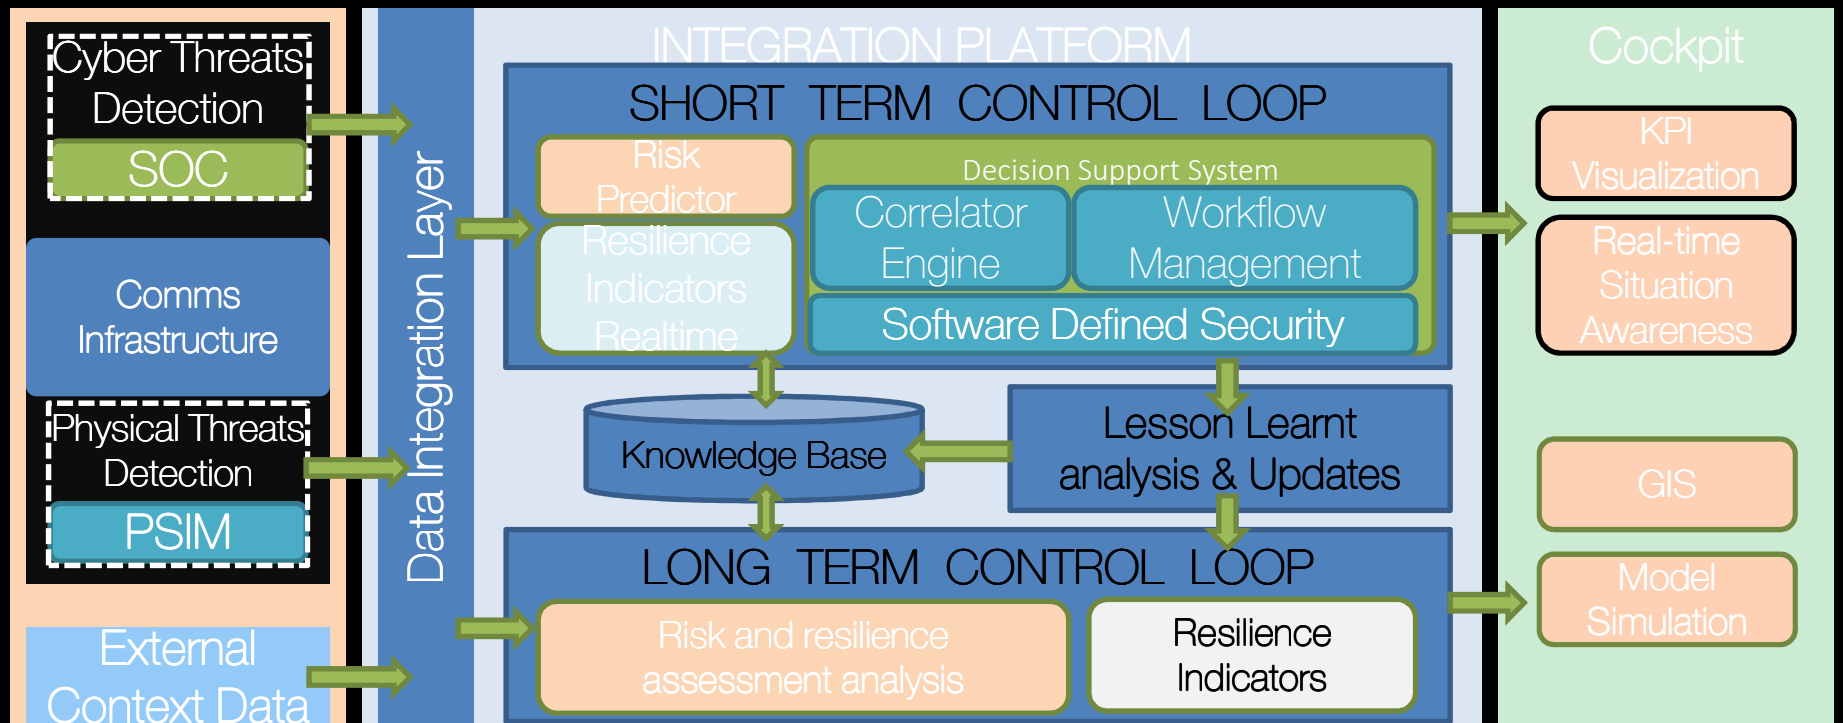 Cyber Threats
Detection
SOC
Comms
Infrastructure
Physical Threats
Detection
PSIM
External
Context Data
Data Integration Layer
INTEGRATION PLATFORM
SHORT TERM CONTROL LOOP
Risk
Predictor
Resilience
Indicators
Realtime
Decision Support System
Correlator
Engine
Workflow
Management
Software Defined Security
Knowledge Base
Lesson Learnt
analysis & Updates
LONG TERM CONTROL LOOP
Risk and resilience
assessment analysis
Resilience
Indicators
Cockpit
KPI
Visualization
Real-time
Situation
Awareness
GIS
Model
Simulation